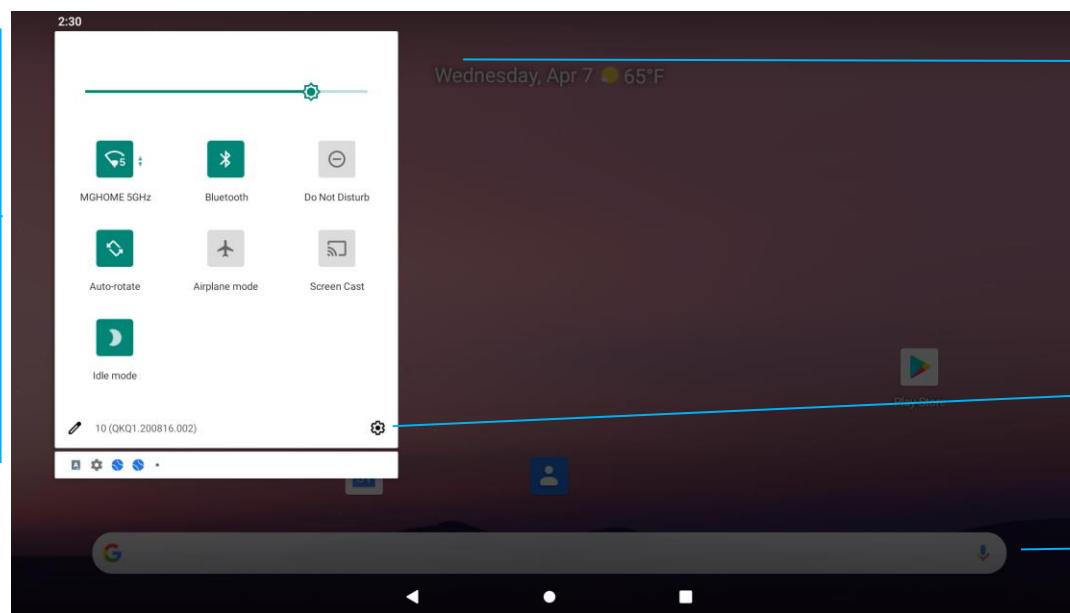 2:30
Wednesday, Apr 7 65°F
5
MGHOME 5GHz
Bluetooth
Do Not Disturb
Auto-rotate
Airplane mode
Screen Cast
Idle mode
Play Store
10 (QKQ1.200816.002)
A
G